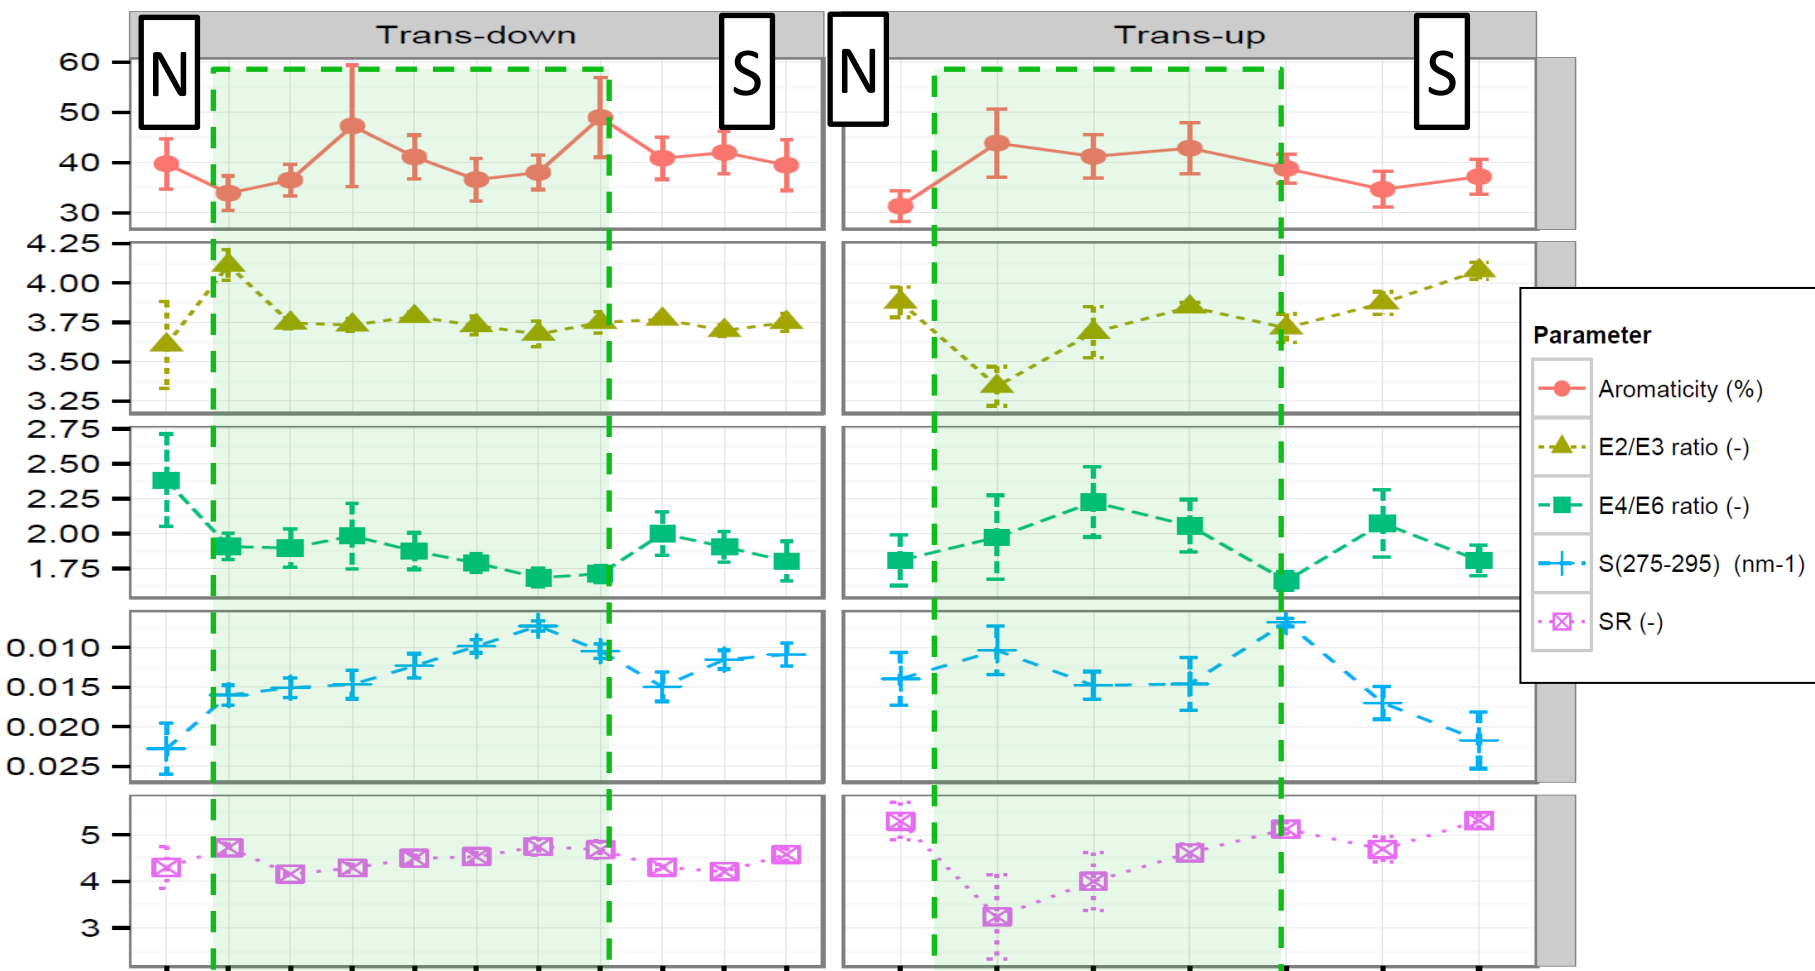 Trans-down
Trans-up
N
S
N
S
60
50
40
30
4.25
4.00
3.75
3.50
3.25
2.75
2.50
2.25
2.00
1.75
0.010
0.015
0.020
0.025
5
4
3
Parameter
Aromaticity (%)
E2/E3 ratio (-)
E4/E6 ratio (-)
S(275-295) (nm-1)
SR (-)